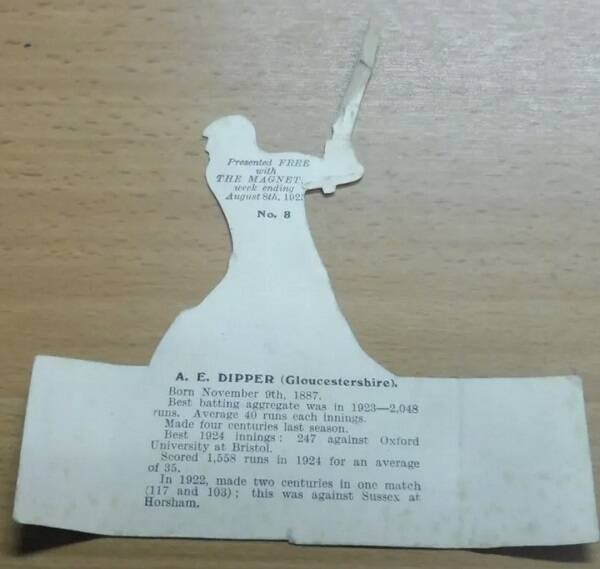 Presented FREE
with
THE MAGNET,
week ending
August 8th,
No. 8
A. E. DIPPER (Gloucestershire).
Born November 9th, 1887.
Best batting aggregate was in 1923—2,048
runs. Average 40 runs each innings.
Made four centuries last season.
Best 1924 innings: 247 against Oxford
University at Bristol.
Scored 1,558 runs in 1924 for an average
of 35.
In 1922, made two centuries in one match
(117 and 103); this was against Sussex at
Horsham.